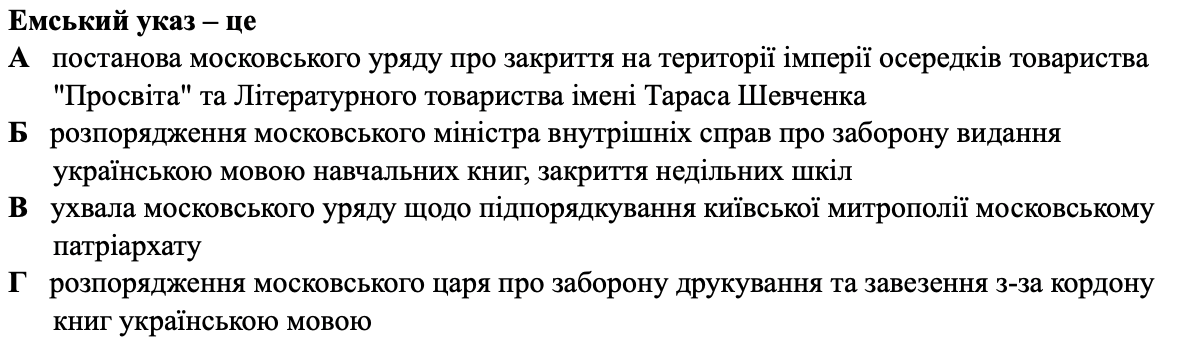 Емський указ – це
А постанова московського уряду про закриття на території імперії осередків товариства
"Просвіта" та Літературного товариства імені Тараса Шевченка
Б розпорядження московського міністра внутрішніх справ про заборону видання
українською мовою навчальних книг, закриття недільних шкіл
В ухвала московського уряду щодо підпорядкування київської митрополії московському
патріархату
Г розпорядження московського царя про заборону друкування та завезення з-за кордону
книг українською мовою